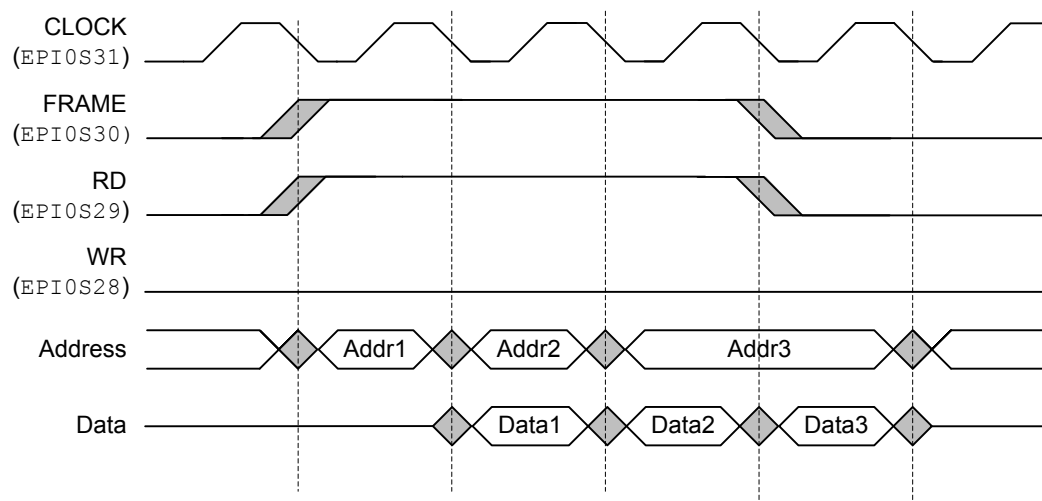 CLOCK
(EPI0S31)
FRAME
(EPI0S30)
RD
(EPI0S29)
WR
(EPI0S28)
Address Addr1 Addr2 Addr3
Data Data1 Data2 Data3